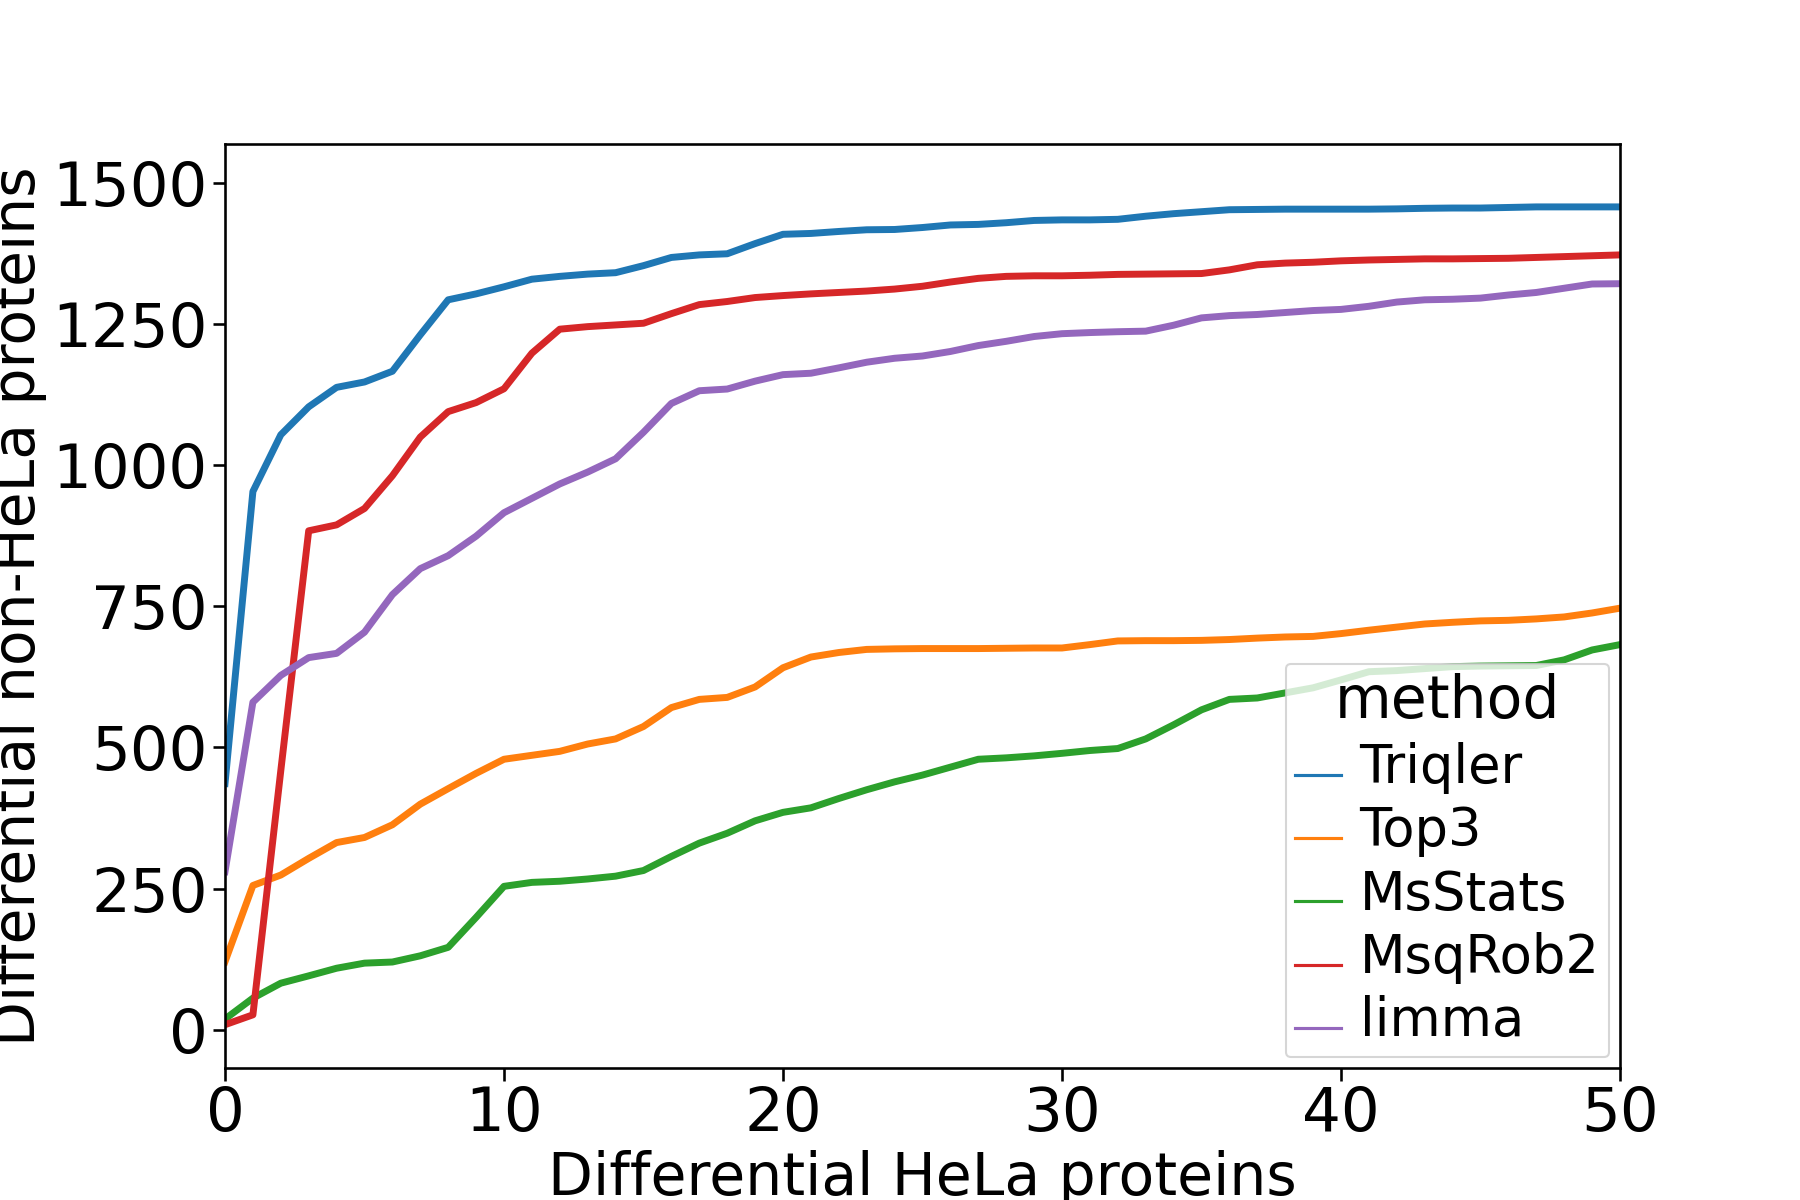 Differential non-HeLa proteins
1500
1250
1000
750
500
250
0
0 10 20 30 40 50
Differential HeLa proteins
method
Triqler
Top3
MsStats
MsqRob2
limma